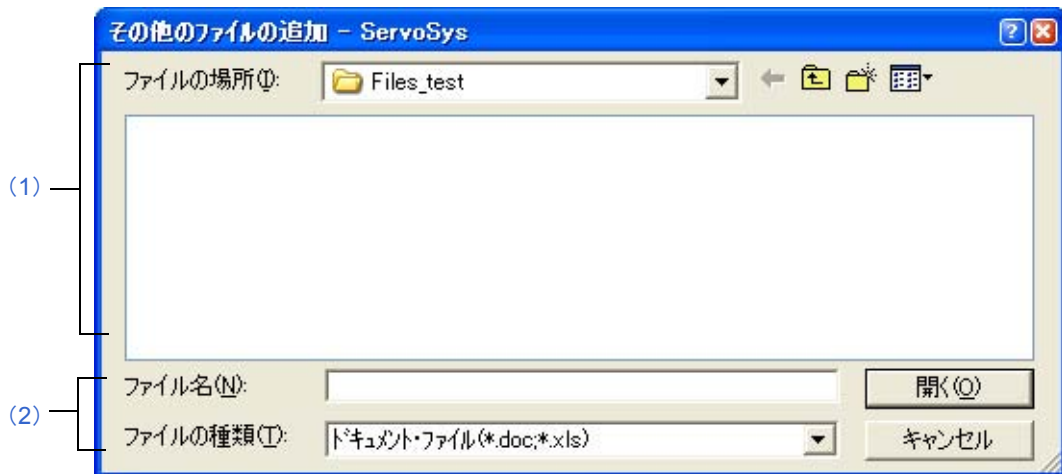 その他のファイルの追加 - ServoSys
(1)
ファイルの場所(I):
Files_test
(2)
ファイル名(N):
開く(O)
ファイルの種類(T):
ドキュメント・ファイル(*.doc;*.xls)
キャンセル